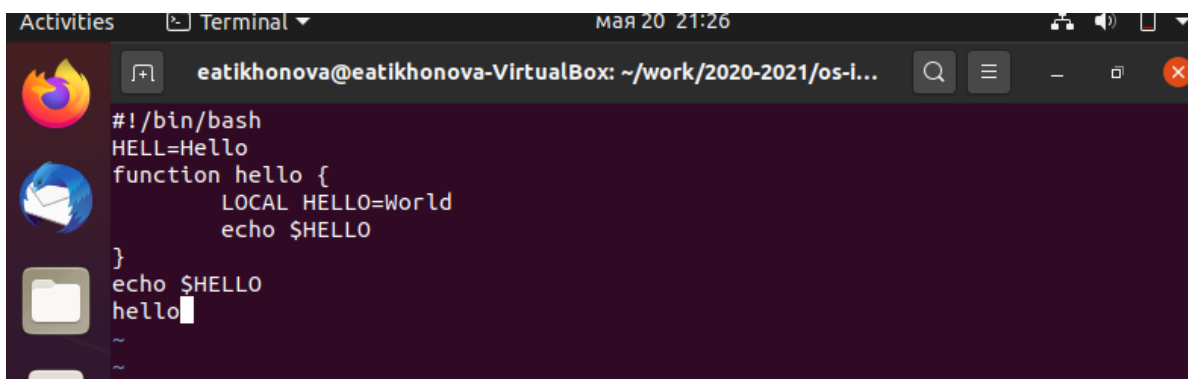 Activities Terminal мая 20 21:26
eatikhonova@eatikhonova-VirtualBox: ~/work/2020-2021/os-i...
#!/bin/bash
HELL=Hello
function hello {
LOCAL HELLO=World
echo $HELLO
}
echo $HELLO
hello
~
~